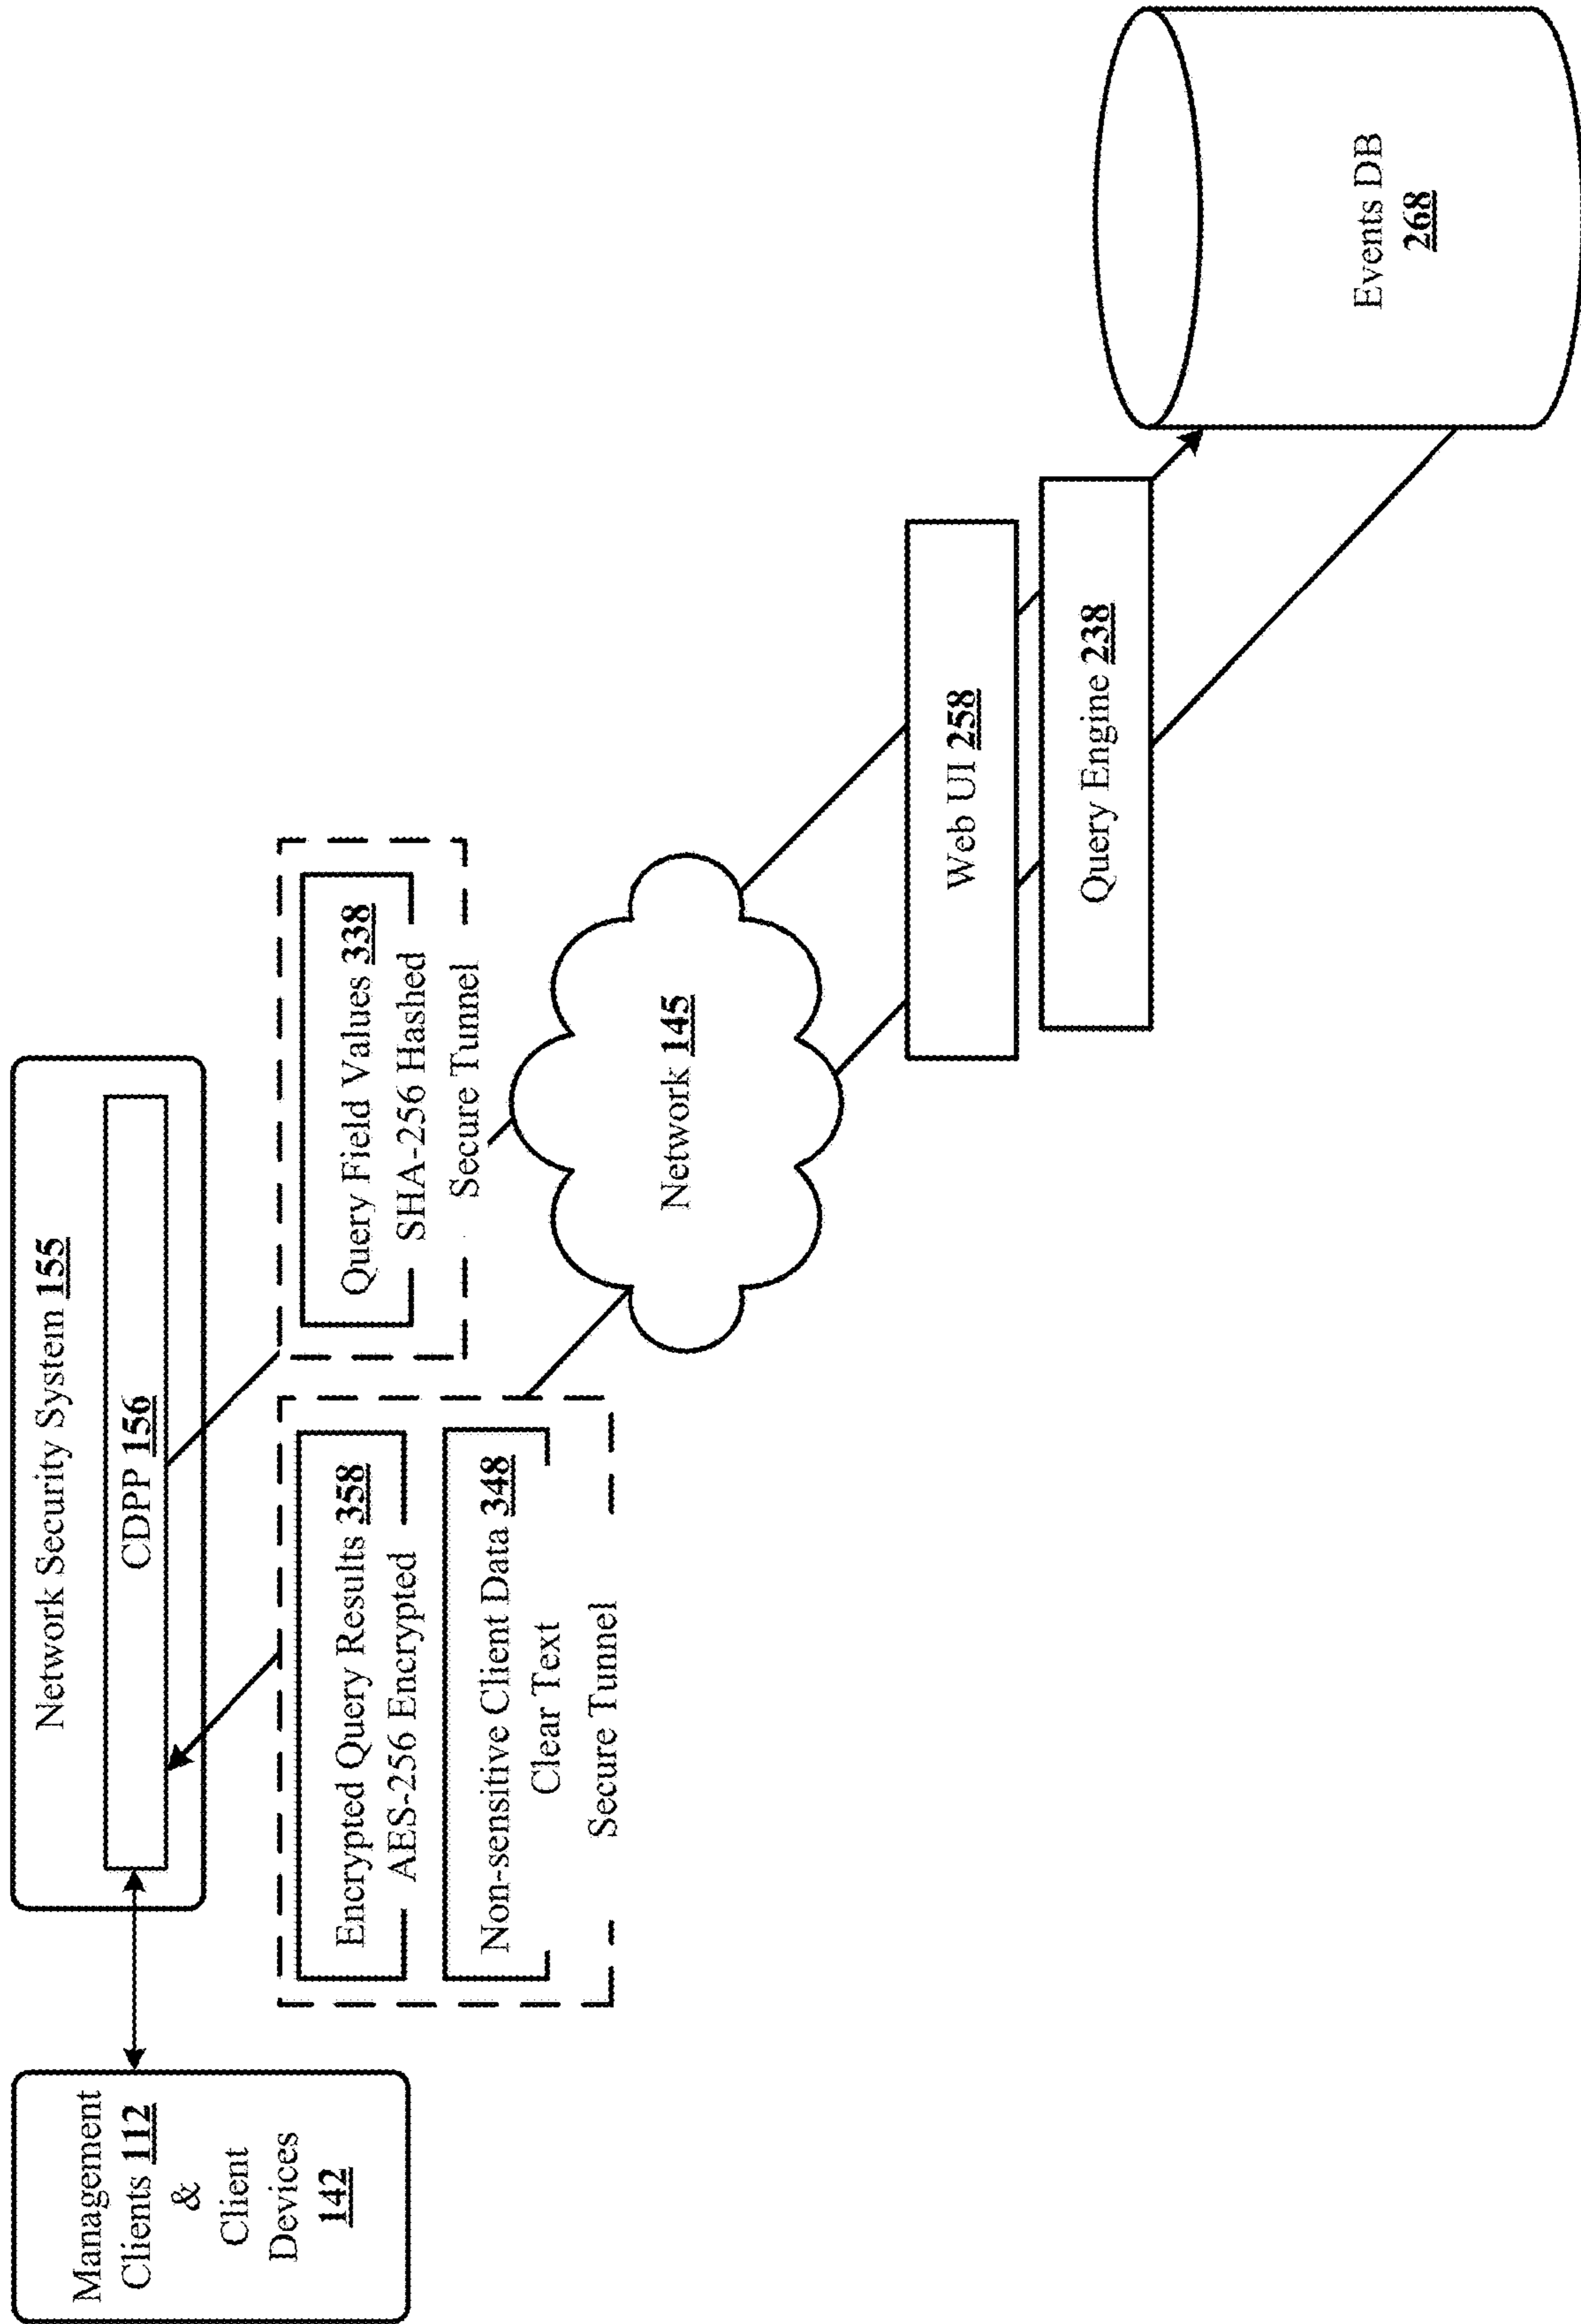 Management
Clients 112
&
Client
Devices
142
Network Security System 155
CDPP 156
Encrypted Query Results 358
AES-256 Encrypted
Non-sensitive Client Data 348
Clear Text
Secure Tunnel
Query Field Values 338
SHA-256 Hashed
Secure Tunnel
Network 145
Web UI 258
Query Engine 238
Events DB
268